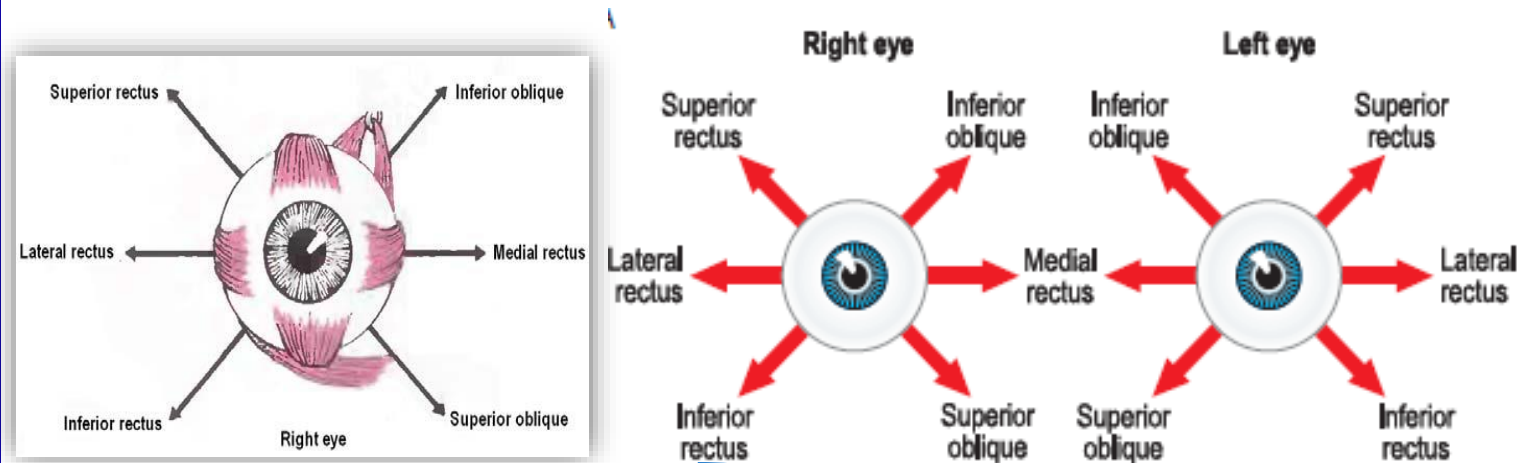 Superior rectus
Inferior oblique
Lateral rectus
Medial rectus
Inferior rectus
Superior oblique
Right eye
Right eye
Left eye
Superior
rectus
Inferior
oblique
Inferior
oblique
Superior
rectus
Lateral
rectus
Medial
rectus
Lateral
rectus
Inferior
rectus
Superior
oblique
Superior
oblique
Inferior
rectus